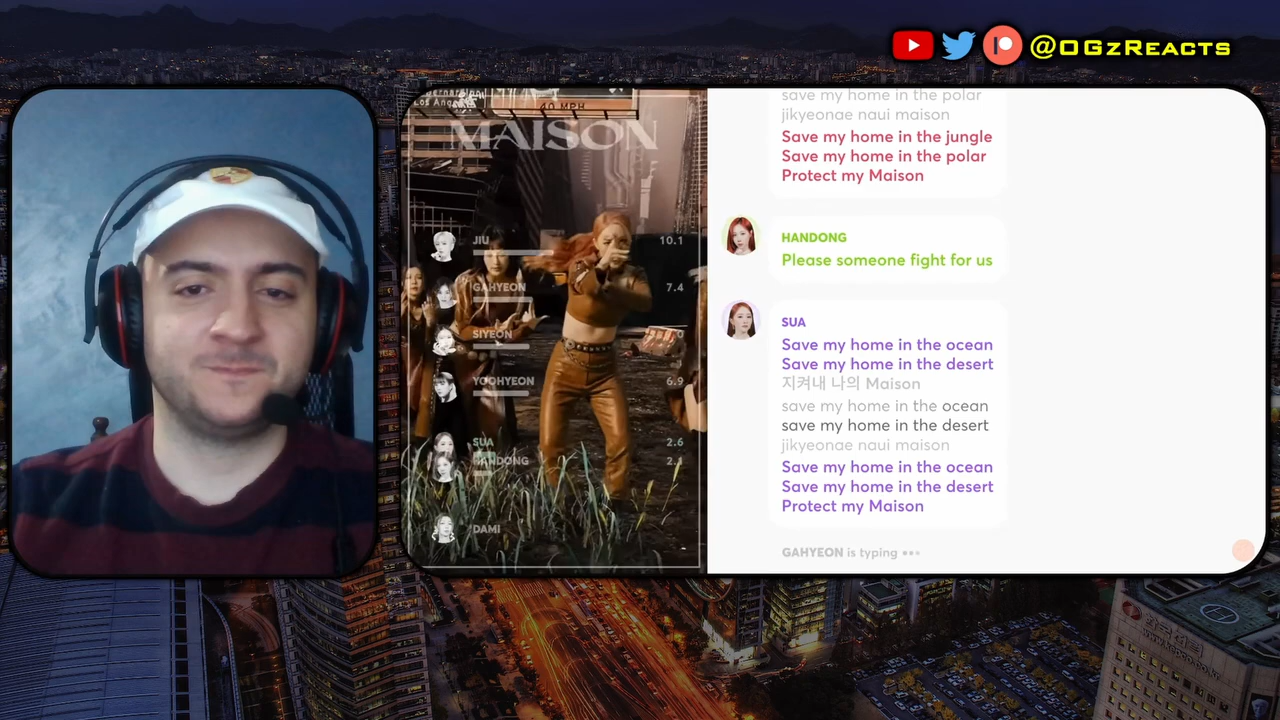 @OGzReacts
Los Angeles
40 MPH
MAISON
JIU 10.1
GAHYEON 7.4
SIYEON
YOOHYEON 6.9
SUA 2.6
HANDONG
DAMI
save my home in the polar
jikyeonae naui maison
Save my home in the jungle
Save my home in the polar
Protect my Maison
HANDONG
Please someone fight for us
SUA
Save my home in the ocean
Save my home in the desert
지켜내 나의 Maison
save my home in the ocean
save my home in the desert
jikyeonae naui maison
Save my home in the ocean
Save my home in the desert
Protect my Maison
GAHYEON is typing •••